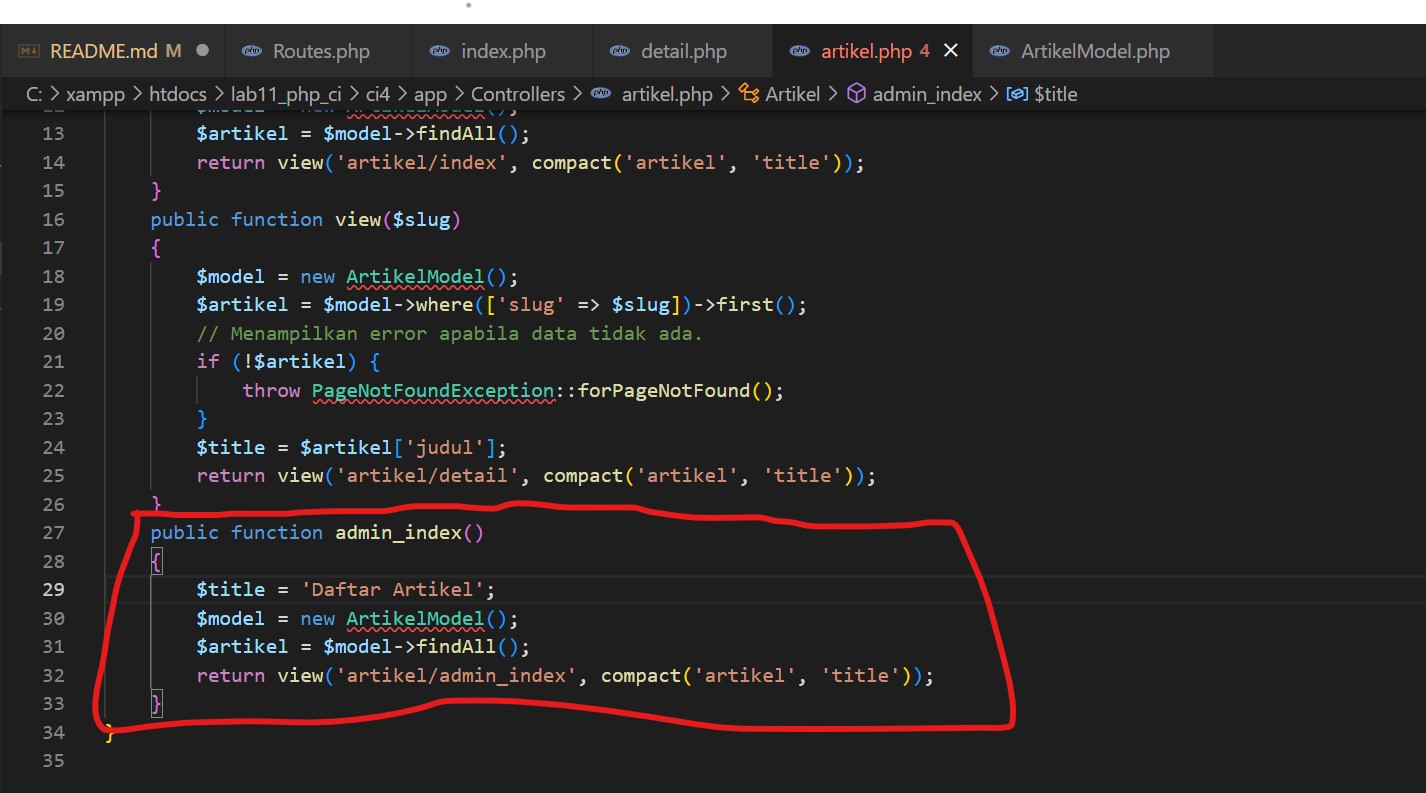 README.md M Routes.php index.php detail.php artikel.php 4 ArtikelModel.php
C: > xampp > htdocs > lab11_php_ci > ci4 > app > Controllers > artikel.php > Artikel > admin_index > $title
13 $artikel = $model->findAll();
14 return view('artikel/index', compact('artikel', 'title'));
15 }
16 public function view($slug)
17 {
18 $model = new ArtikelModel();
19 $artikel = $model->where(['slug' => $slug])->first();
20 // Menampilkan error apabila data tidak ada.
21 if (!$artikel) {
22 throw PageNotFoundException::forPageNotFound();
23 }
24 $title = $artikel['judul'];
25 return view('artikel/detail', compact('artikel', 'title'));
26 }
27 public function admin_index()
28 {
29 $title = 'Daftar Artikel';
30 $model = new ArtikelModel();
31 $artikel = $model->findAll();
32 return view('artikel/admin_index', compact('artikel', 'title'));
33 }
34 }
35